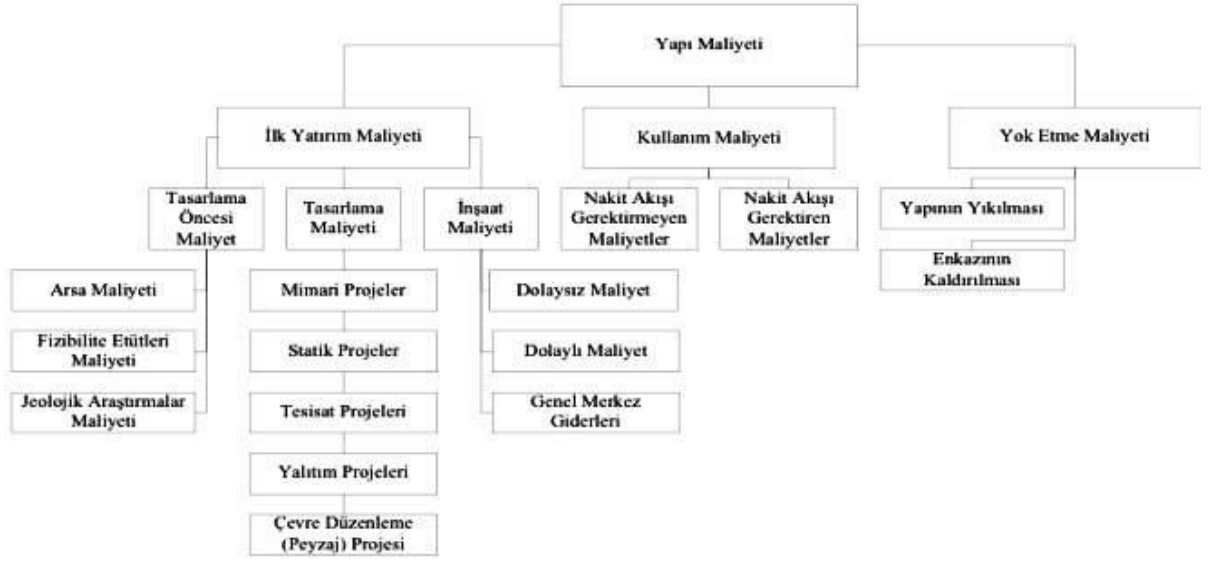 Yapı Maliyeti
İlk Yatırım Maliyeti
Kullanım Maliyeti
Yok Etme Maliyeti
Tasarlama
Öncesi
Maliyet
Tasarlama
Maliyeti
İnşaat
Maliyeti
Nakit Akışı
Gerektirmeyen
Maliyetler
Nakit Akışı
Gerektiren
Maliyetler
Yapının Yıkılması
Enkazının
Kaldırılması
Arsa Maliyeti
Fizibilite Etütleri
Maliyeti
Jeolojik Araştırmalar
Maliyeti
Mimari Projeler
Statik Projeler
Tesisat Projeleri
Yalıtım Projeleri
Çevre Düzenleme
(Peyzaj) Projesi
Dolaysız Maliyet
Dolaylı Maliyet
Genel Merkez
Giderleri